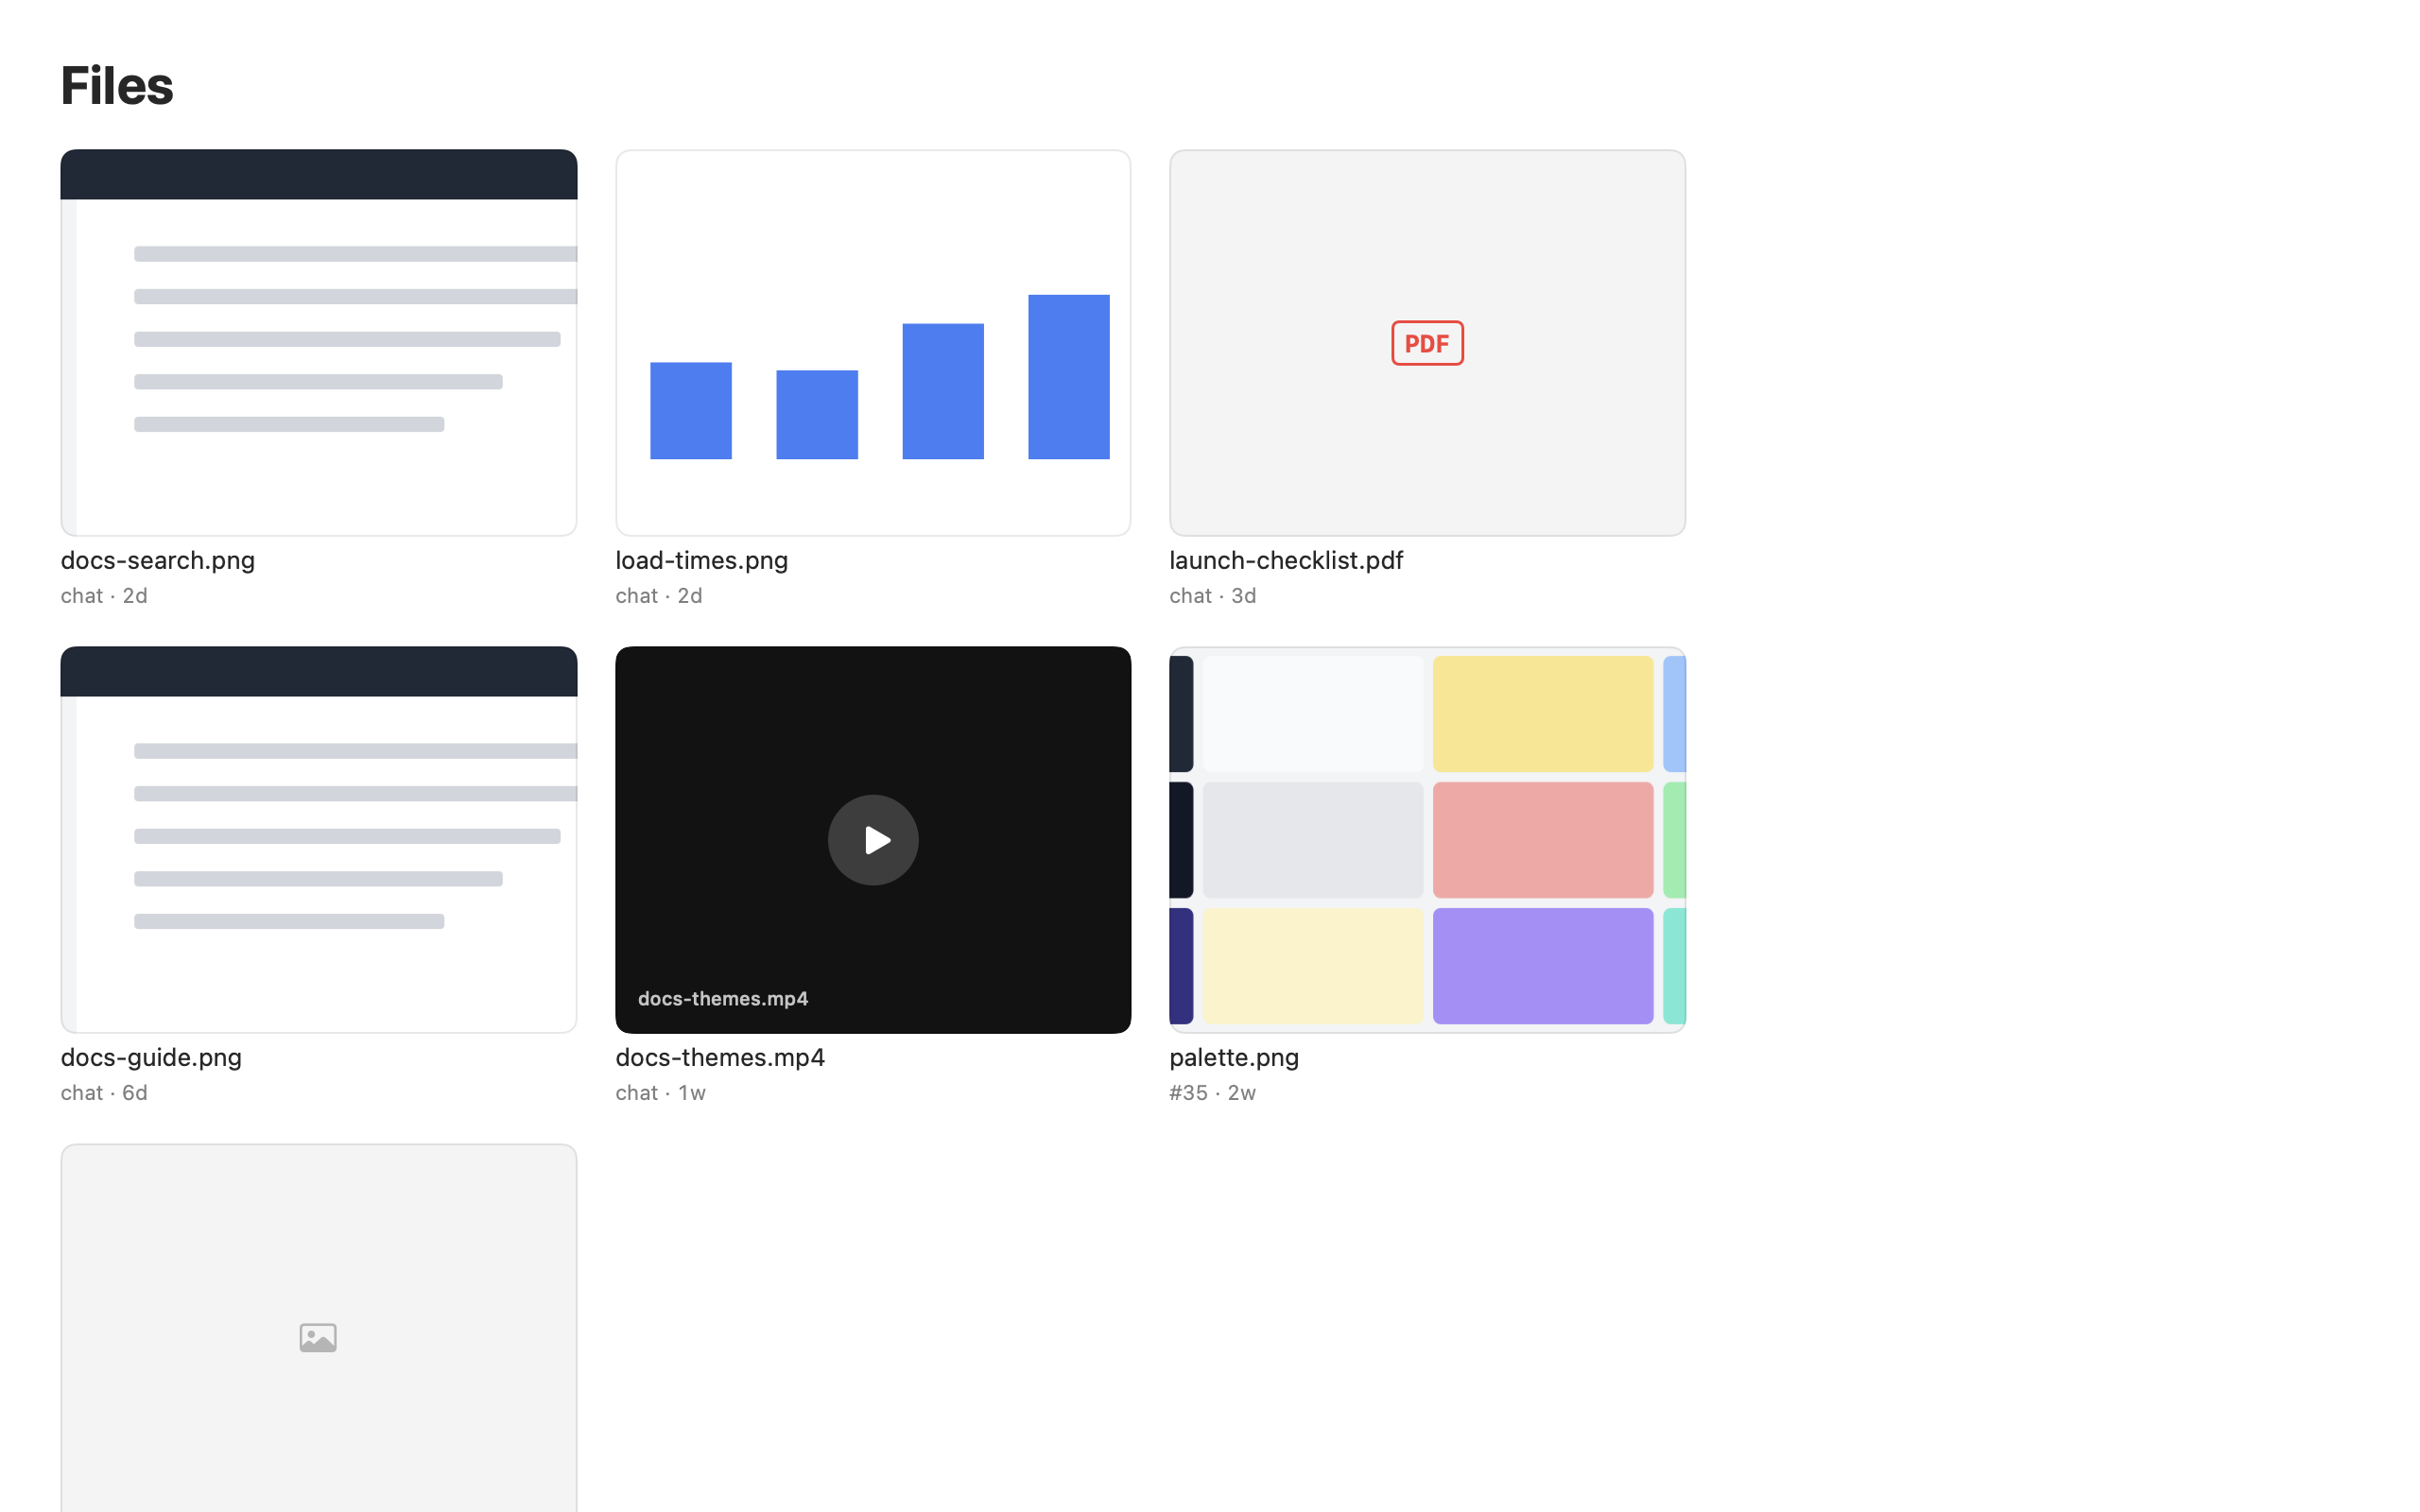 Files
PDF
docs-search.png
chat · 2d
load-times.png
chat · 2d
launch-checklist.pdf
chat · 3d
docs-themes.mp4
docs-guide.png
chat · 6d
docs-themes.mp4
chat · 1w
palette.png
#35 · 2w